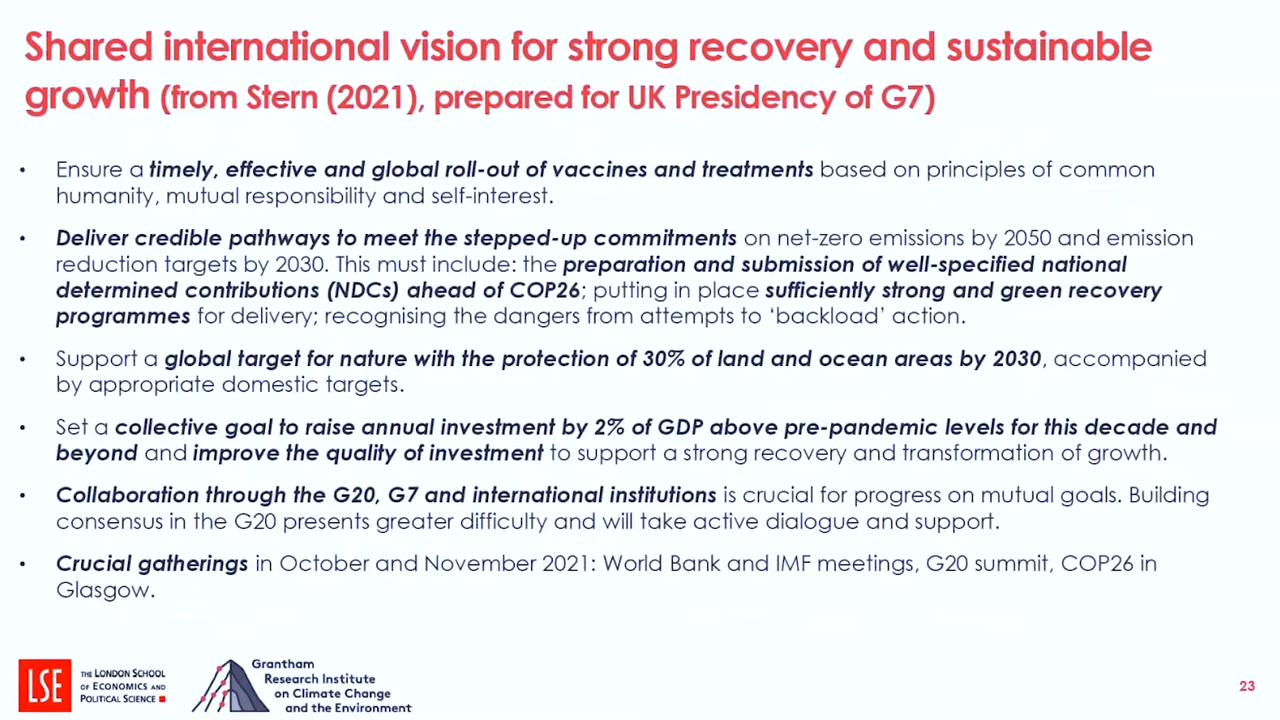 Shared international vision for strong recovery and sustainable
growth (from Stern (2021), prepared for UK Presidency of G7)
• Ensure a timely, effective and global roll-out of vaccines and treatments based on principles of common
humanity, mutual responsibility and self-interest.
• Deliver credible pathways to meet the stepped-up commitments on net-zero emissions by 2050 and emission
reduction targets by 2030. This must include: the preparation and submission of well-specified national
determined contributions (NDCs) ahead of COP26; putting in place sufficiently strong and green recovery
programmes for delivery; recognising the dangers from attempts to ‘backload’ action.
• Support a global target for nature with the protection of 30% of land and ocean areas by 2030, accompanied
by appropriate domestic targets.
• Set a collective goal to raise annual investment by 2% of GDP above pre-pandemic levels for this decade and
beyond and improve the quality of investment to support a strong recovery and transformation of growth.
• Collaboration through the G20, G7 and international institutions is crucial for progress on mutual goals. Building
consensus in the G20 presents greater difficulty and will take active dialogue and support.
• Crucial gatherings in October and November 2021: World Bank and IMF meetings, G20 summit, COP26 in
Glasgow.
LSE
THE LONDON SCHOOL
OF ECONOMICS AND
POLITICAL SCIENCE
Grantham
Research Institute
on Climate Change
and the Environment
23